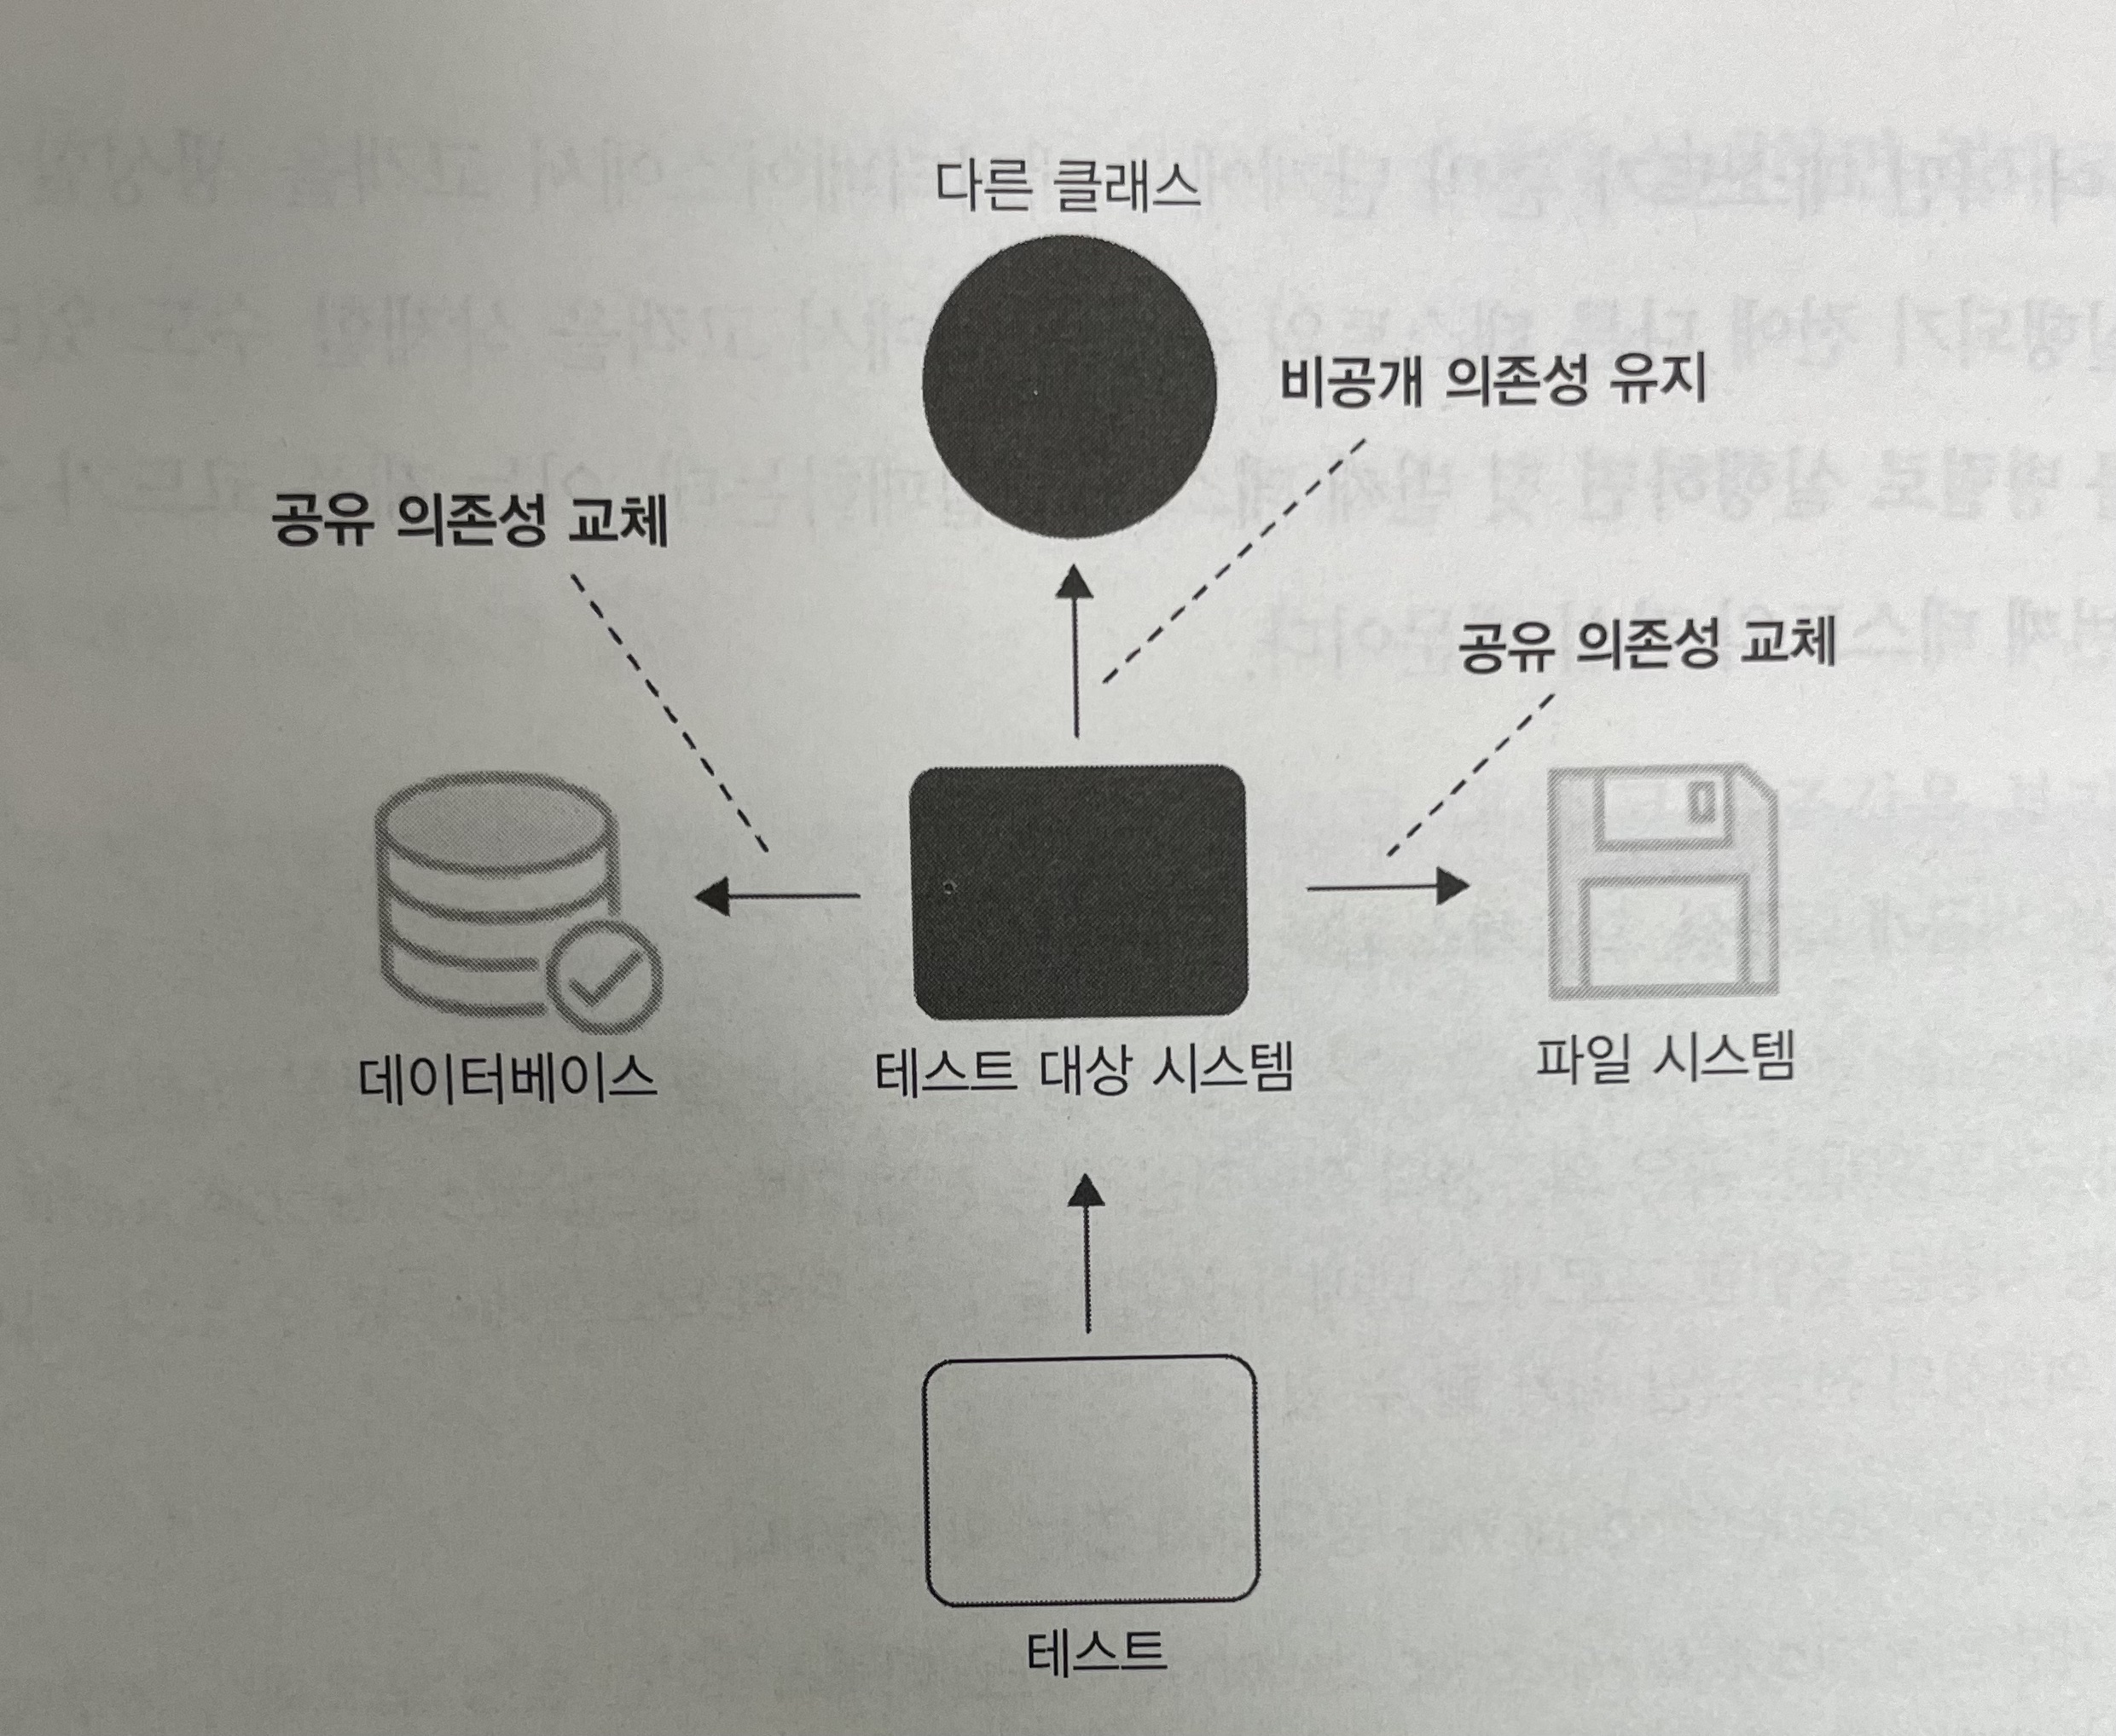 다른 클래스
비공개 의존성 유지
공유 의존성 교체
공유 의존성 교체
데이터베이스
테스트 대상 시스템
파일 시스템
테스트